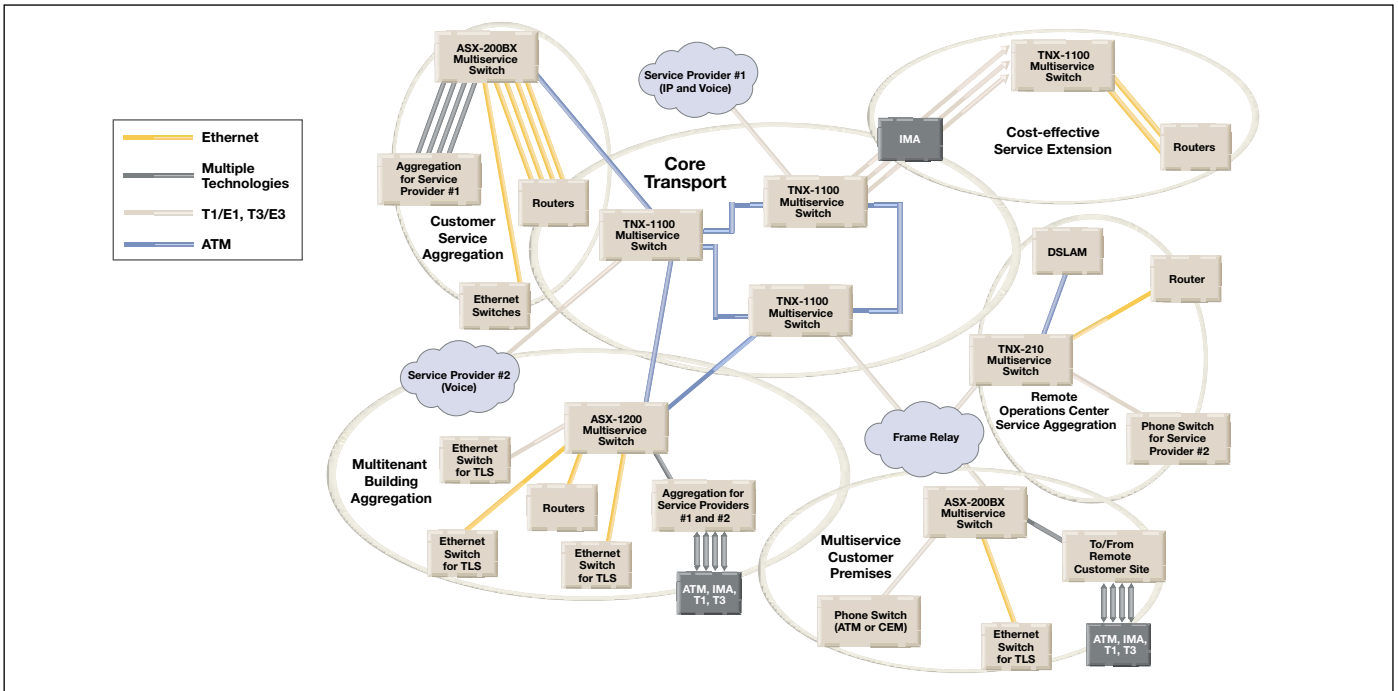 Ethernet
Multiple
Technologies
T1/E1, T3/E3
ATM
ASX-200BX
Multiservice
Switch
Aggregation
for Service
Provider #1
Customer
Service
Aggregation
Routers
Ethernet
Switches
Service Provider #1
(IP and Voice)
Core
Transport
TNX-1100
Multiservice
Switch
TNX-1100
Multiservice
Switch
TNX-1100
Multiservice
Switch
IMA
TNX-1100
Multiservice
Switch
Cost-effective
Service Extension
Routers
DSLAM
Router
TNX-210
Multiservice
Switch
Remote
Operations Center
Service Aggegration
Phone Switch
for Service
Provider #2
Service Provider #2
(Voice)
ASX-1200
Multiservice
Switch
Ethernet
Switch
for TLS
Multitenant
Building
Aggregation
Routers
Aggregation for
Service Providers
#1 and #2
Ethernet
Switch
for TLS
Ethernet
Switch
for TLS
ATM, IMA,
T1, T3
Frame Relay
ASX-200BX
Multiservice
Switch
Multiservice
Customer
Premises
To/From
Remote
Customer Site
Phone Switch
(ATM or CEM)
Ethernet
Switch
for TLS
ATM, IMA,
T1, T3